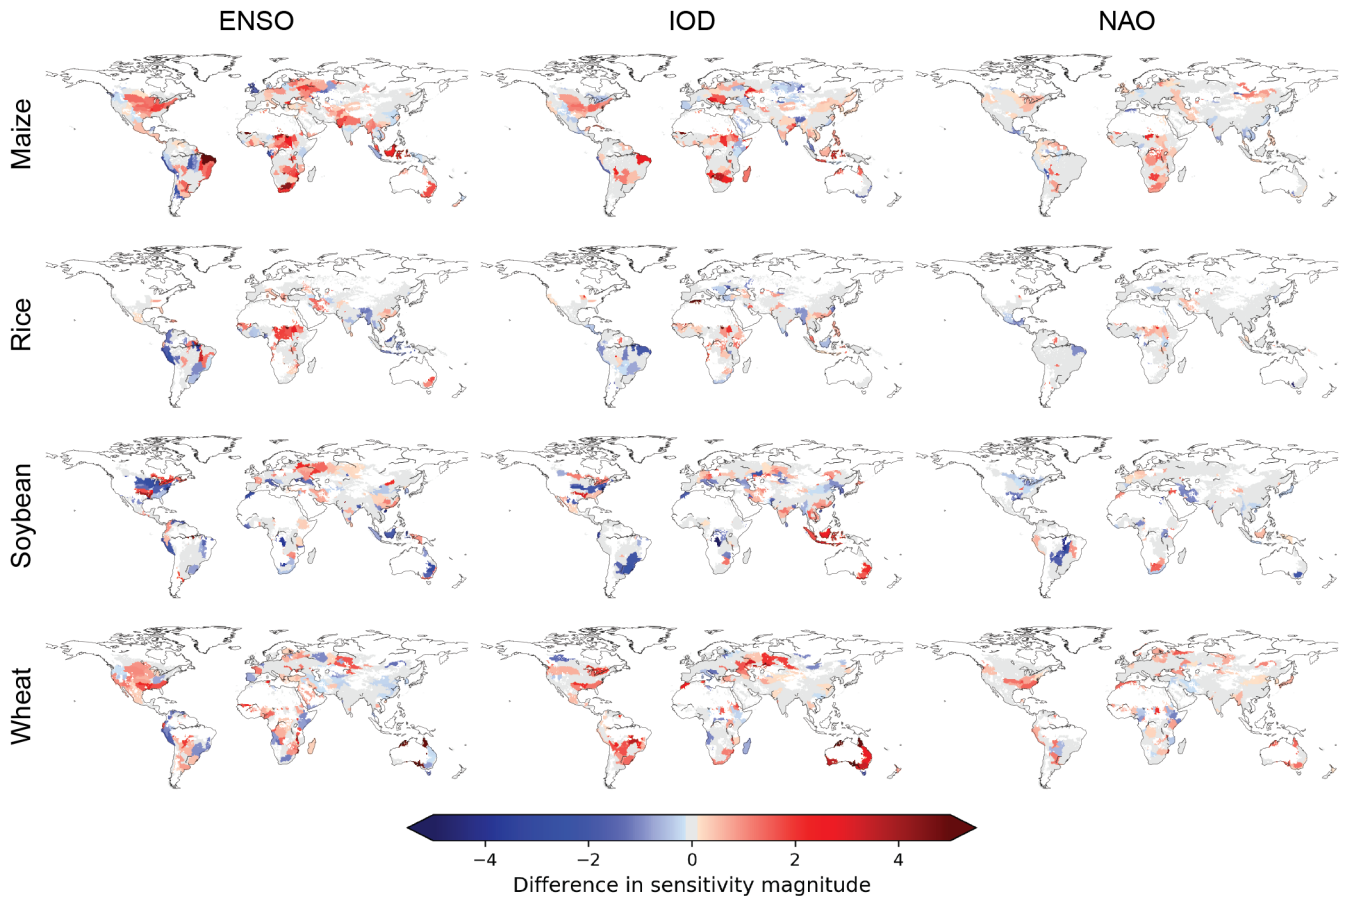 ENSO IOD NAO
Maize
Rice
Soybean
Wheat
−4 −2 0 2 4
Difference in sensitivity magnitude